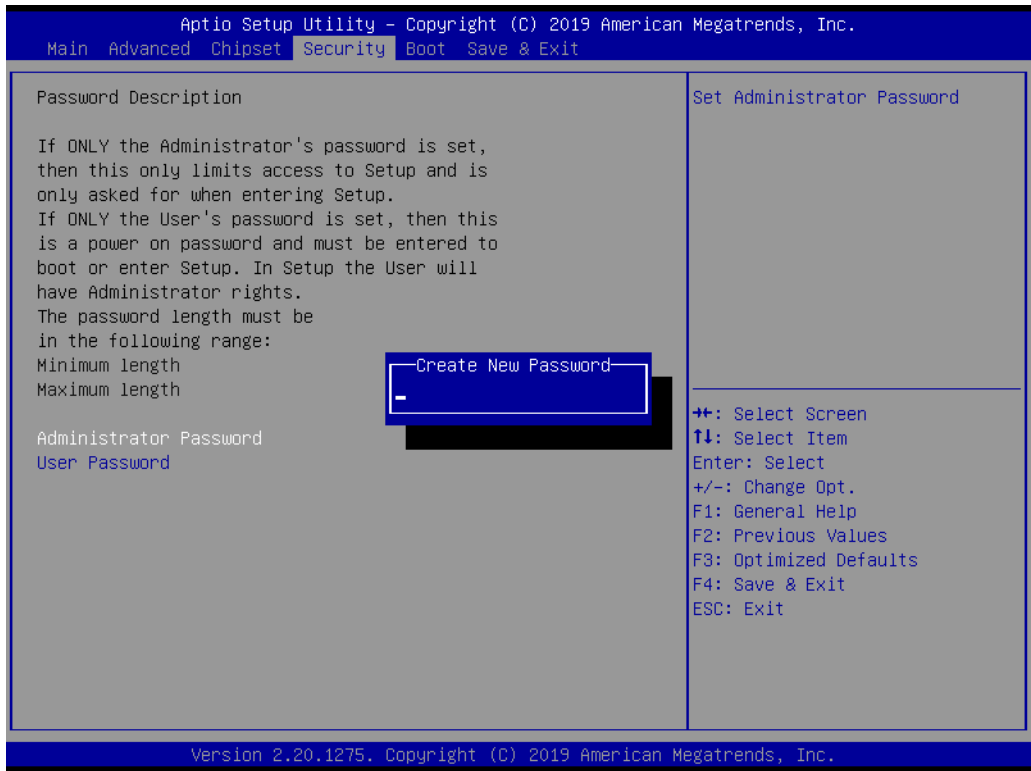 Aptio Setup Utility – Copyright (C) 2019 American Megatrends, Inc.
Main Advanced Chipset Security Boot Save & Exit
Password Description
If ONLY the Administrator's password is set,
then this only limits access to Setup and is
only asked for when entering Setup.
If ONLY the User's password is set, then this
is a power on password and must be entered to
boot or enter Setup. In Setup the User will
have Administrator rights.
The password length must be
in the following range:
Minimum length
Maximum length
Administrator Password
User Password
Create New Password
Set Administrator Password
→←: Select Screen
↑↓: Select Item
Enter: Select
+/-: Change Opt.
F1: General Help
F2: Previous Values
F3: Optimized Defaults
F4: Save & Exit
ESC: Exit
Version 2.20.1275. Copyright (C) 2019 American Megatrends, Inc.